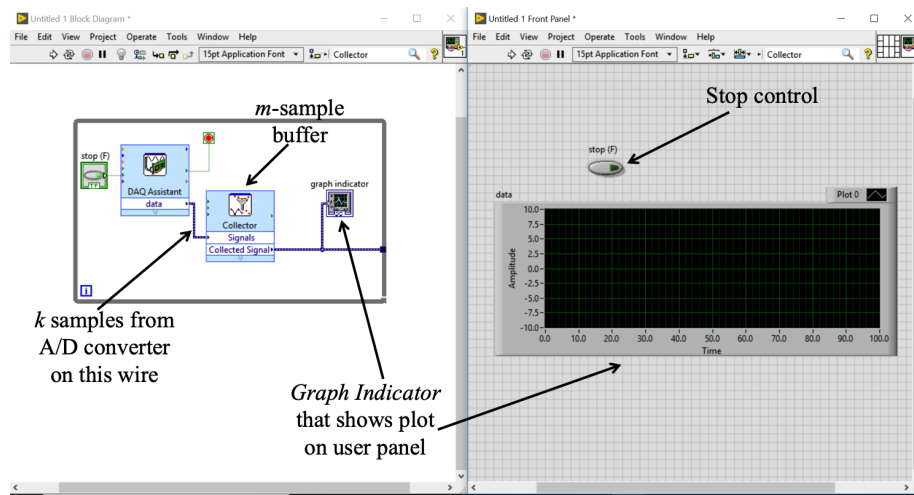 Untitled 1 Block Diagram *
File Edit View Project Operate Tools Window Help
15pt Application Font
Collector
m-sample
buffer
stop (F)
TF
DAQ Assistant
data
Collector
Signals
Collected Signal
graph indicator
i
k samples from
A/D converter
on this wire
Graph Indicator
that shows plot
on user panel
Untitled 1 Front Panel *
File Edit View Project Operate Tools Window Help
15pt Application Font
Collector
Stop control
stop (F)
data
Plot 0
Amplitude
10.0
7.5
5.0
2.5
0.0
-2.5
-5.0
-7.5
-10.0
0.0 10.0 20.0 30.0 40.0 50.0 60.0 70.0 80.0 90.0 100.0
Time